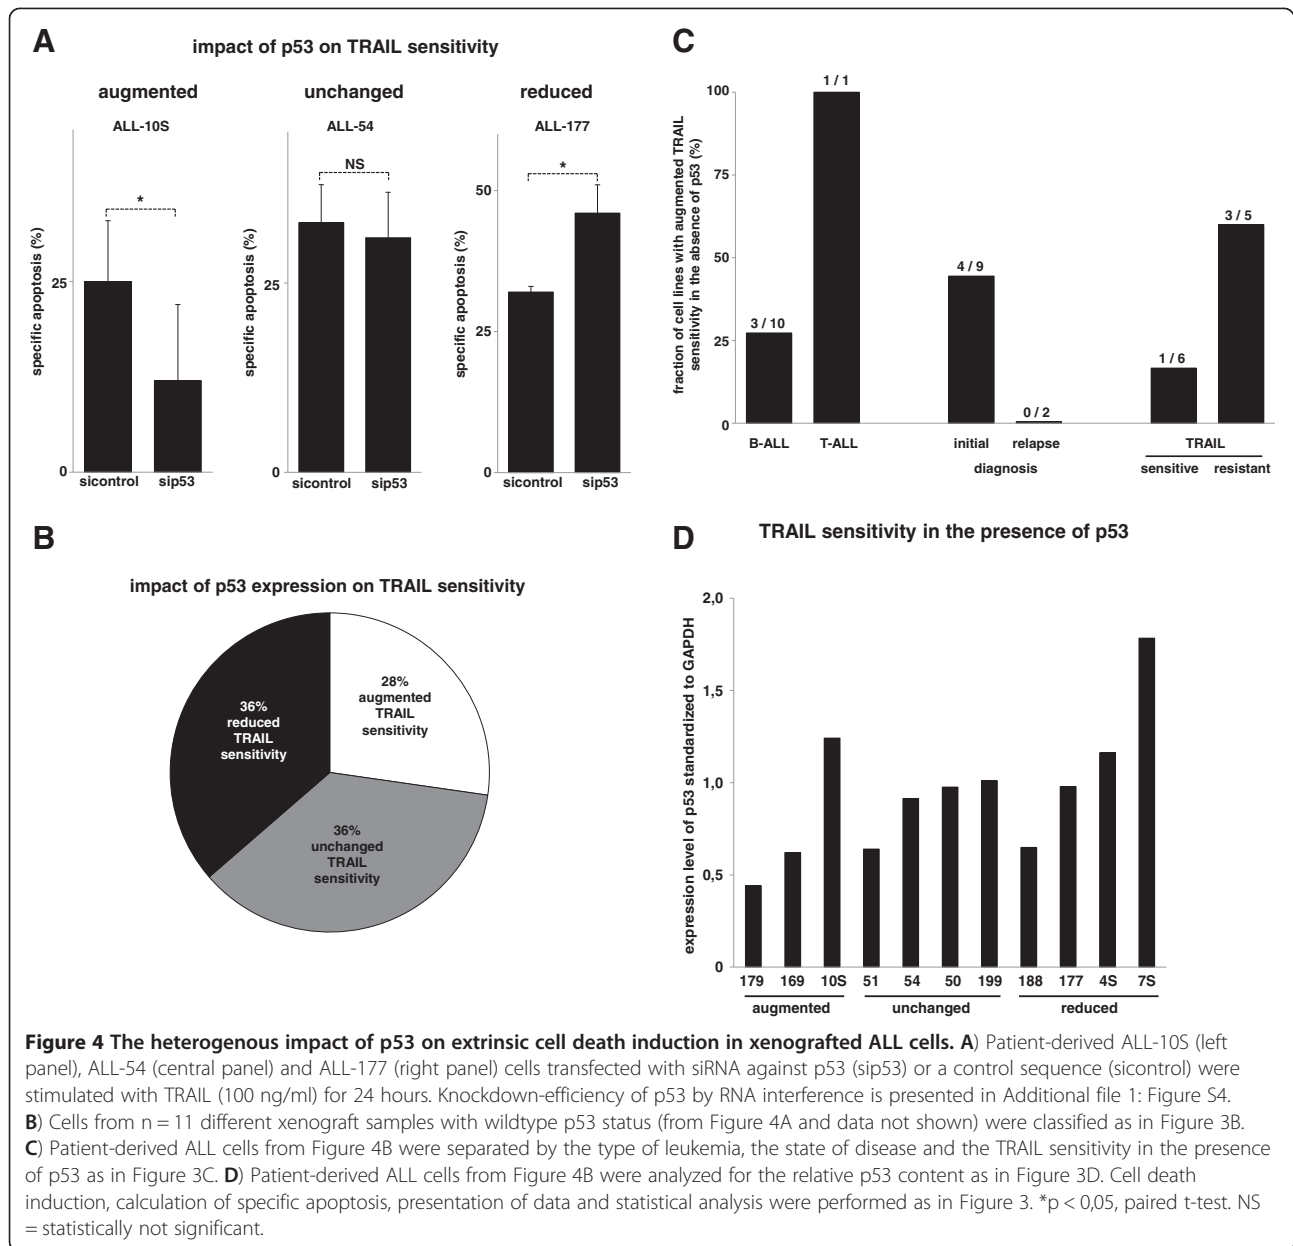 A
impact of p53 on TRAIL sensitivity
augmented
unchanged
reduced
ALL-10S
ALL-54
ALL-177
specific apoptosis (%)
25
0
*
sicontrol
sip53
specific apoptosis (%)
25
0
NS
sicontrol
sip53
specific apoptosis (%)
50
25
0
*
sicontrol
sip53
B
impact of p53 expression on TRAIL sensitivity
28%
augmented
TRAIL
sensitivity
36%
reduced
TRAIL
sensitivity
36%
unchanged
TRAIL
sensitivity
C
fraction of cell lines with augmented TRAIL
sensitivity in the absence of p53 (%)
100
75
50
25
0
3 / 10
1 / 1
4 / 9
0 / 2
1 / 6
3 / 5
B-ALL
T-ALL
initial
relapse
diagnosis
TRAIL
sensitive
resistant
D
TRAIL sensitivity in the presence of p53
expression level of p53 standardized to GAPDH
2,0
1,5
1,0
0,5
0
179 169 10S 51 54 50 199 188 177 4S 7S
augmented
unchanged
reduced
Figure 4 The heterogenous impact of p53 on extrinsic cell death induction in xenografted ALL cells. A) Patient-derived ALL-10S (left
panel), ALL-54 (central panel) and ALL-177 (right panel) cells transfected with siRNA against p53 (sip53) or a control sequence (sicontrol) were
stimulated with TRAIL (100 ng/ml) for 24 hours. Knockdown-efficiency of p53 by RNA interference is presented in Additional file 1: Figure S4.
B) Cells from n = 11 different xenograft samples with wildtype p53 status (from Figure 4A and data not shown) were classified as in Figure 3B.
C) Patient-derived ALL cells from Figure 4B were separated by the type of leukemia, the state of disease and the TRAIL sensitivity in the presence
of p53 as in Figure 3C. D) Patient-derived ALL cells from Figure 4B were analyzed for the relative p53 content as in Figure 3D. Cell death
induction, calculation of specific apoptosis, presentation of data and statistical analysis were performed as in Figure 3. *p < 0,05, paired t-test. NS
= statistically not significant.